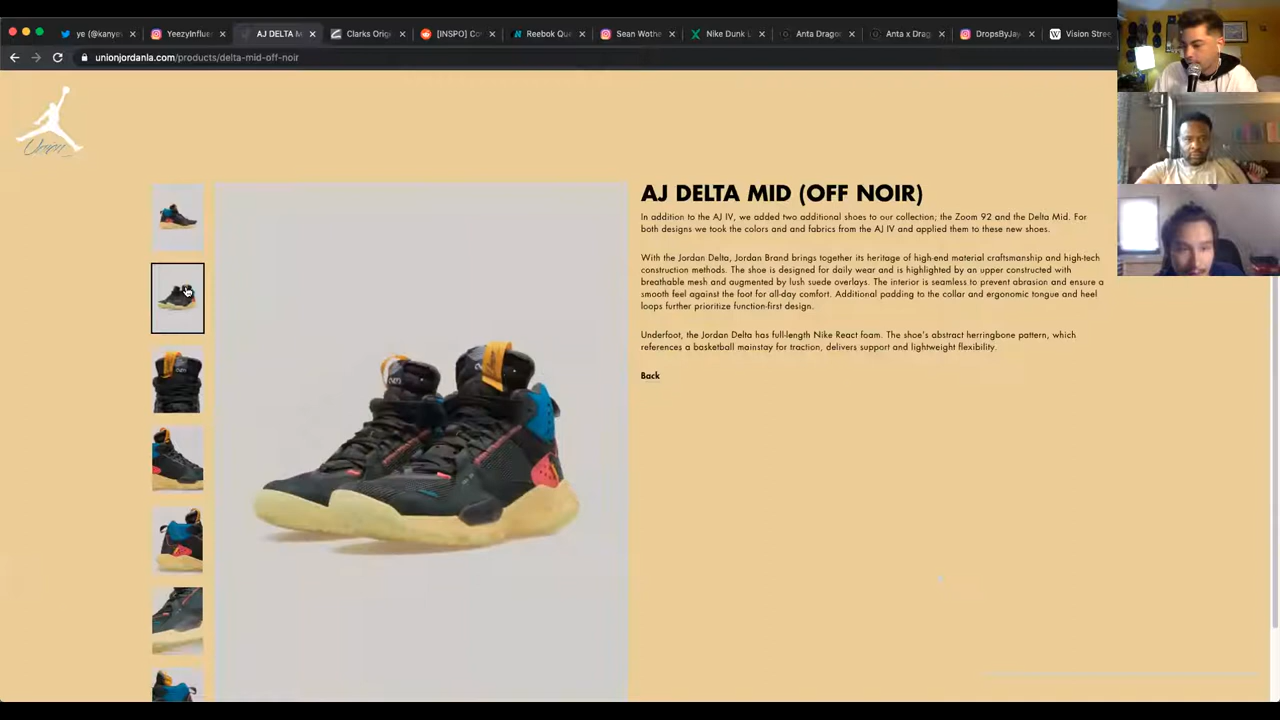 ye (@kanye
YeezyInflue
AJ DELTA M
Clarks Orig
[INSPO] Co
Reebok Que
Sean Wothe
Nike Dunk L
Anta Drago
Anta x Drag
DropsByJay
Vision Stree
unionjordanla.com/products/delta-mid-off-noir
Union
AJ DELTA MID (OFF NOIR)
In addition to the AJ IV, we added two additional shoes to our collection; the Zoom 92 and the Delta Mid. For
both designs we took the colors and and fabrics from the AJ IV and applied them to these new shoes.
With the Jordan Delta, Jordan Brand brings together its heritage of high-end material craftsmanship and high-tech
construction methods. The shoe is designed for daily wear and is highlighted by an upper constructed with
breathable mesh and augmented by lush suede overlays. The interior is seamless to prevent abrasion and ensure a
smooth feel against the foot for all-day comfort. Additional padding to the collar and ergonomic tongue and heel
loops further prioritize function-first design.
Underfoot, the Jordan Delta has full-length Nike React foam. The shoe's abstract herringbone pattern, which
references a basketball mainstay for traction, delivers support and lightweight flexibility.
Back